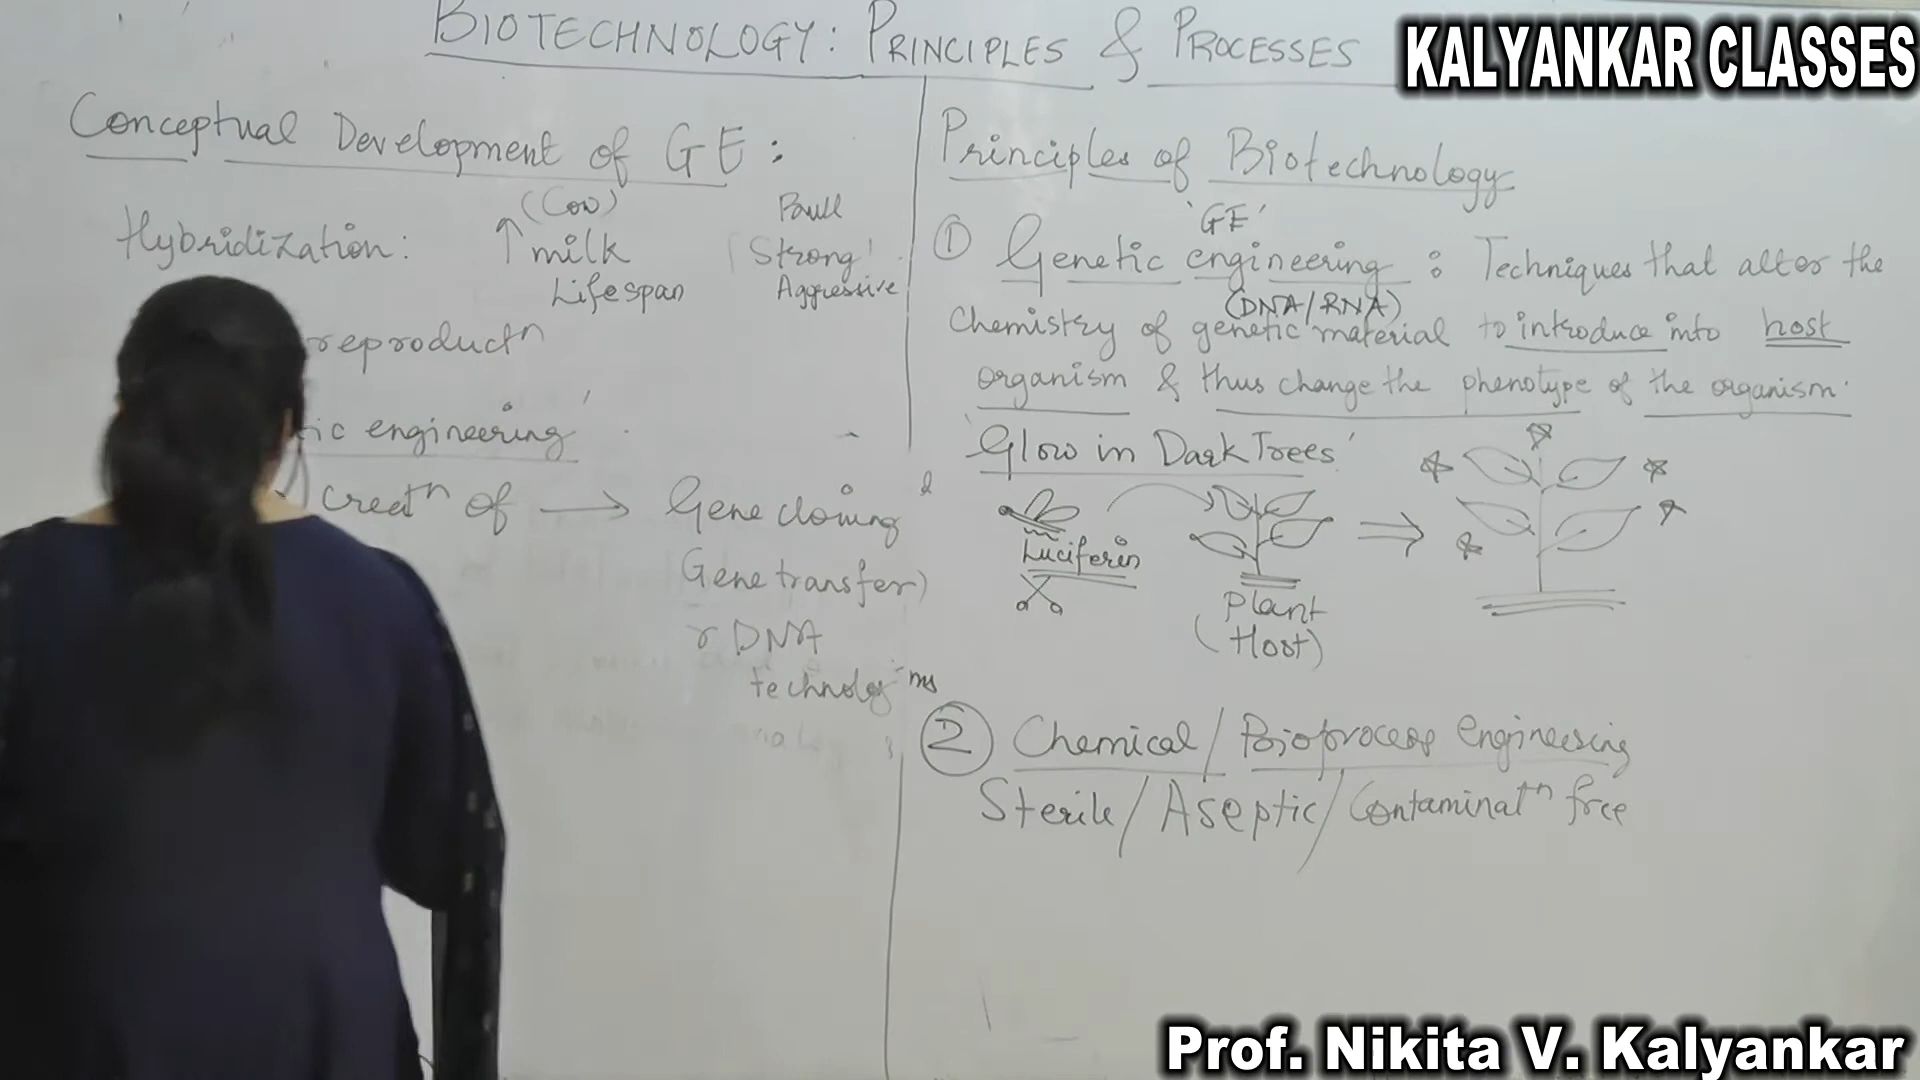 BIOTECHNOLOGY: PRINCIPLES & PROCESSES
KALYANKAR CLASSES
Conceptual Development of GE:
Hybridization:
(Cow)
↑ milk
Lifespan
Bull
Strong
Aggressive
reproductn
ic engineering
creatn of → Gene cloning
Gene transfer
r DNA
technolog
Principles of Biotechnology
'GE'
① Genetic engineering : Techniques that alter the
(DNA/RNA)
chemistry of genetic material to introduce into host
organism & thus change the phenotype of the organism.
'Glow in Dark Trees'
Luciferin
Plant
(Host)
② Chemical / Bioprocess engineering
Sterile / Aseptic / Contaminatn free
Prof. Nikita V. Kalyankar